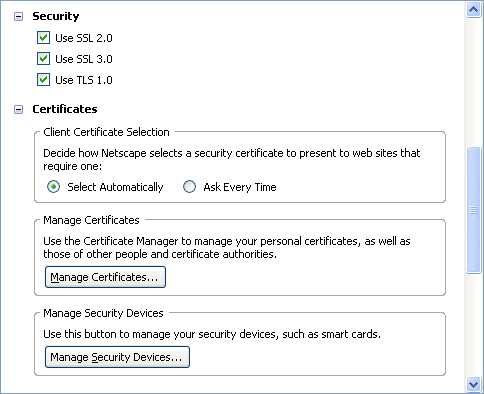 Security
Use SSL 2.0
Use SSL 3.0
Use TLS 1.0
Certificates
Client Certificate Selection
Decide how Netscape selects a security certificate to present to web sites that
require one:
Select Automatically Ask Every Time
Manage Certificates
Use the Certificate Manager to manage your personal certificates, as well as
those of other people and certificate authorities.
Manage Certificates...
Manage Security Devices
Use this button to manage your security devices, such as smart cards.
Manage Security Devices...